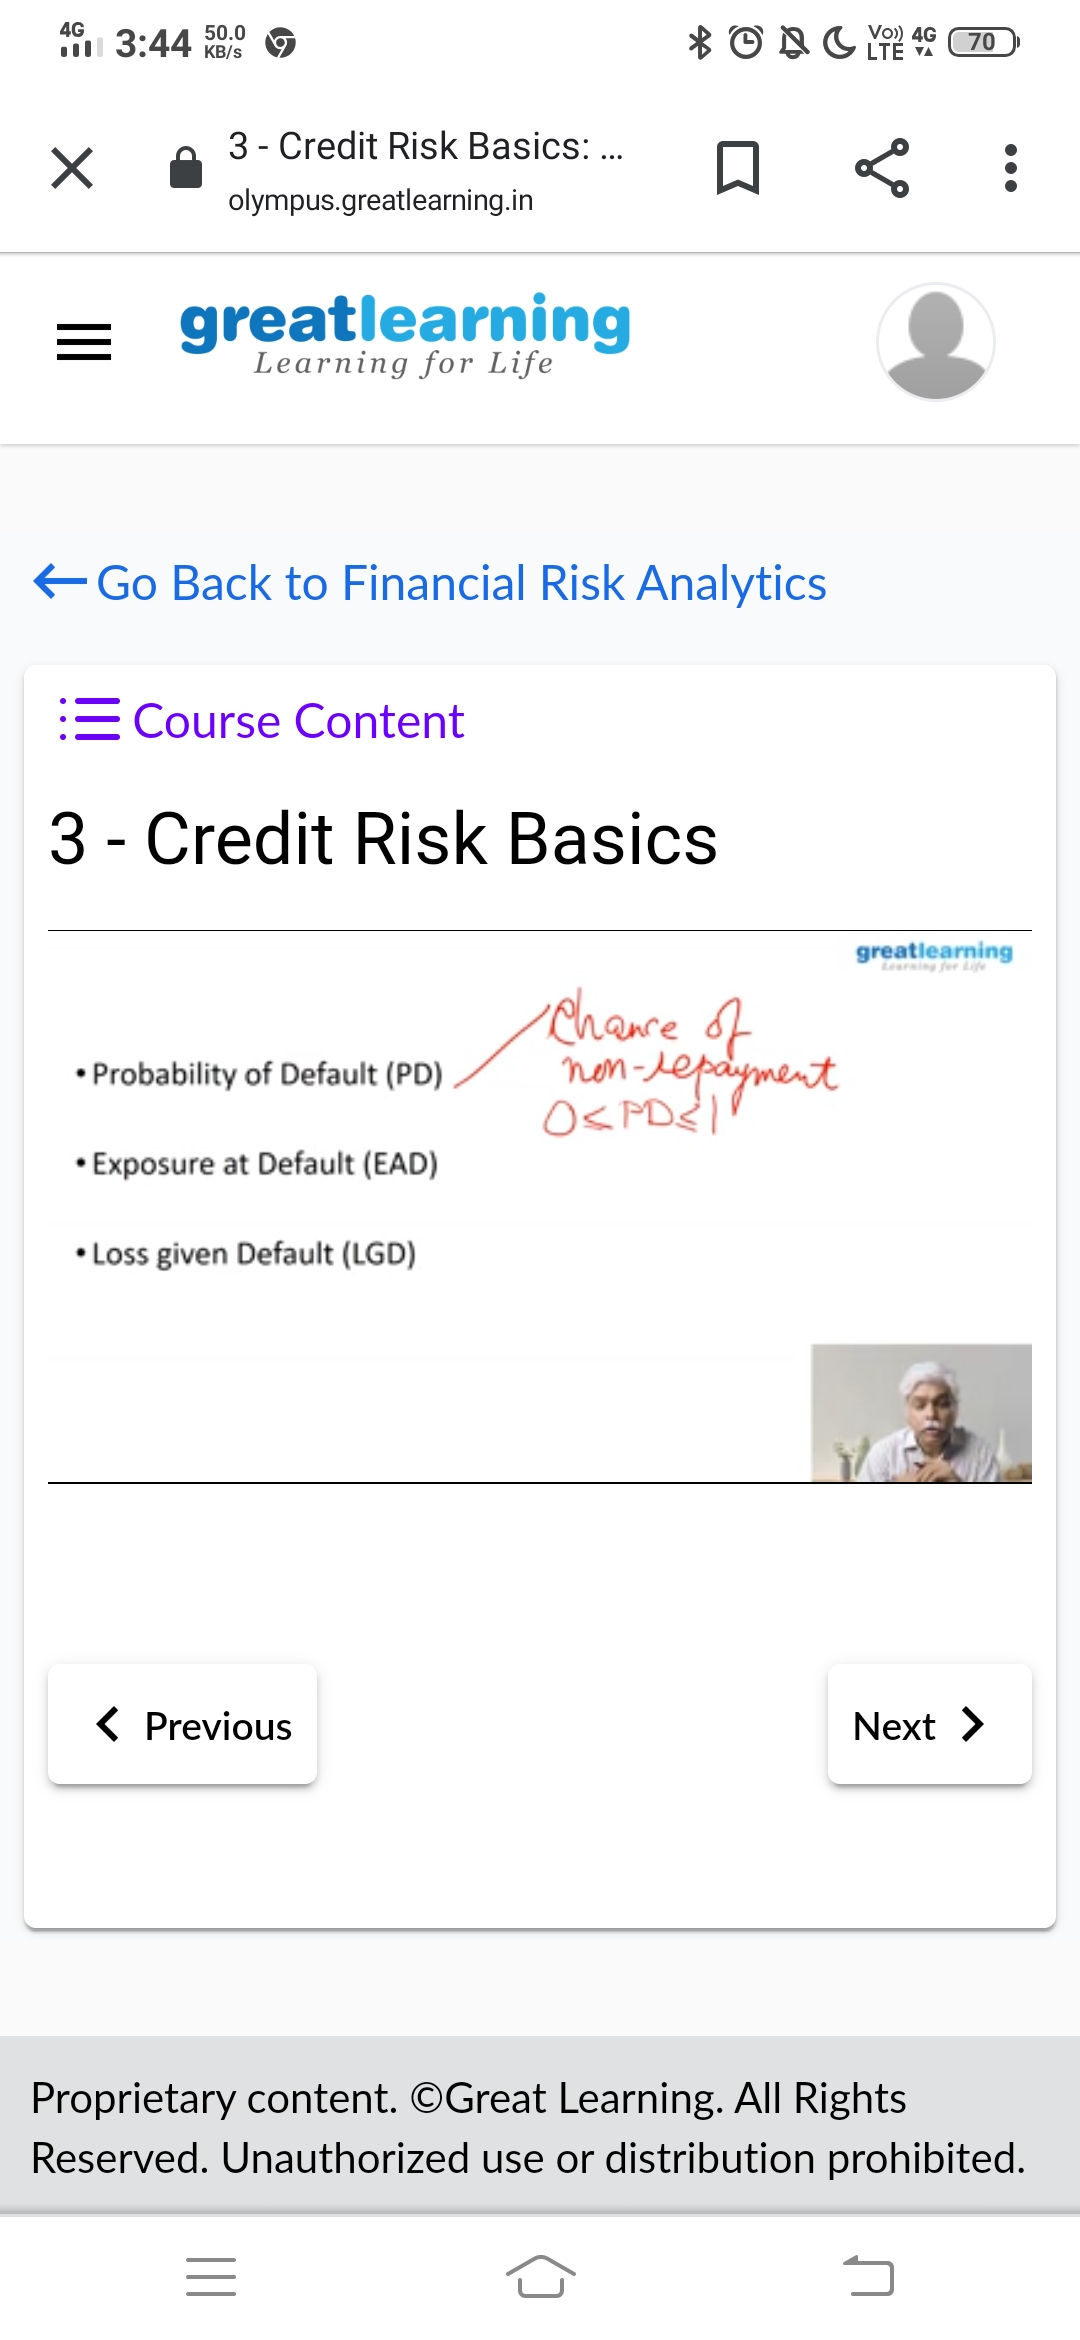 4G 3:44 50.0 KB/s Vo)) LTE 4G 70
3 - Credit Risk Basics: ...
olympus.greatlearning.in
greatlearning
Learning for Life
Go Back to Financial Risk Analytics
Course Content
3 - Credit Risk Basics
greatlearning
Learning for Life
Chance of
• Probability of Default (PD) non-repayment
0 ≤ PD ≤ 1
• Exposure at Default (EAD)
• Loss given Default (LGD)
Previous Next
Proprietary content. ©Great Learning. All Rights
Reserved. Unauthorized use or distribution prohibited.